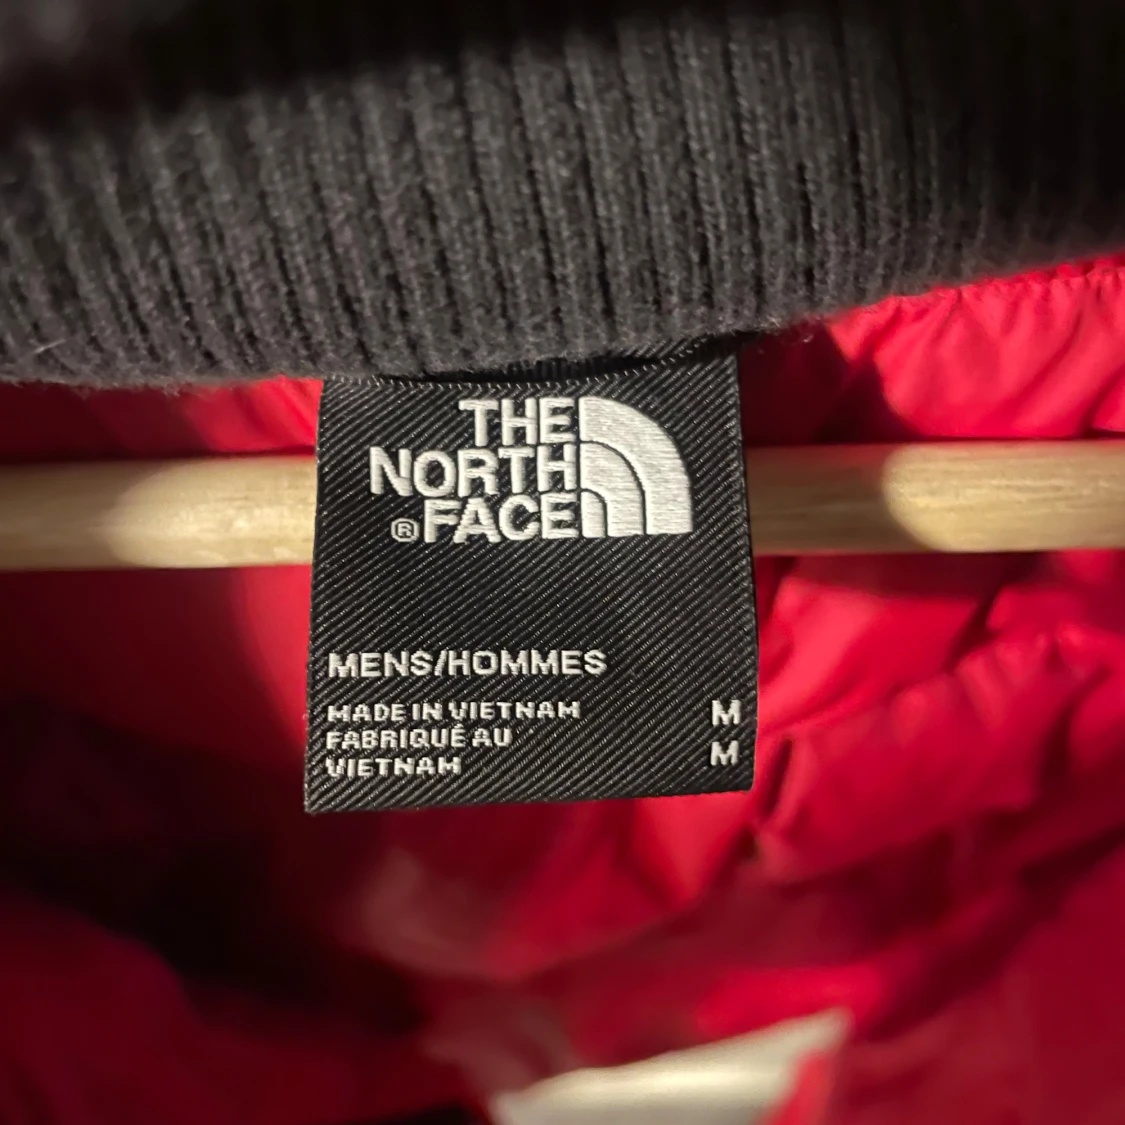 THE
NORTH
®FACE
MENS/HOMMES
MADE IN VIETNAM M
FABRIQUÉ AU
VIETNAM M